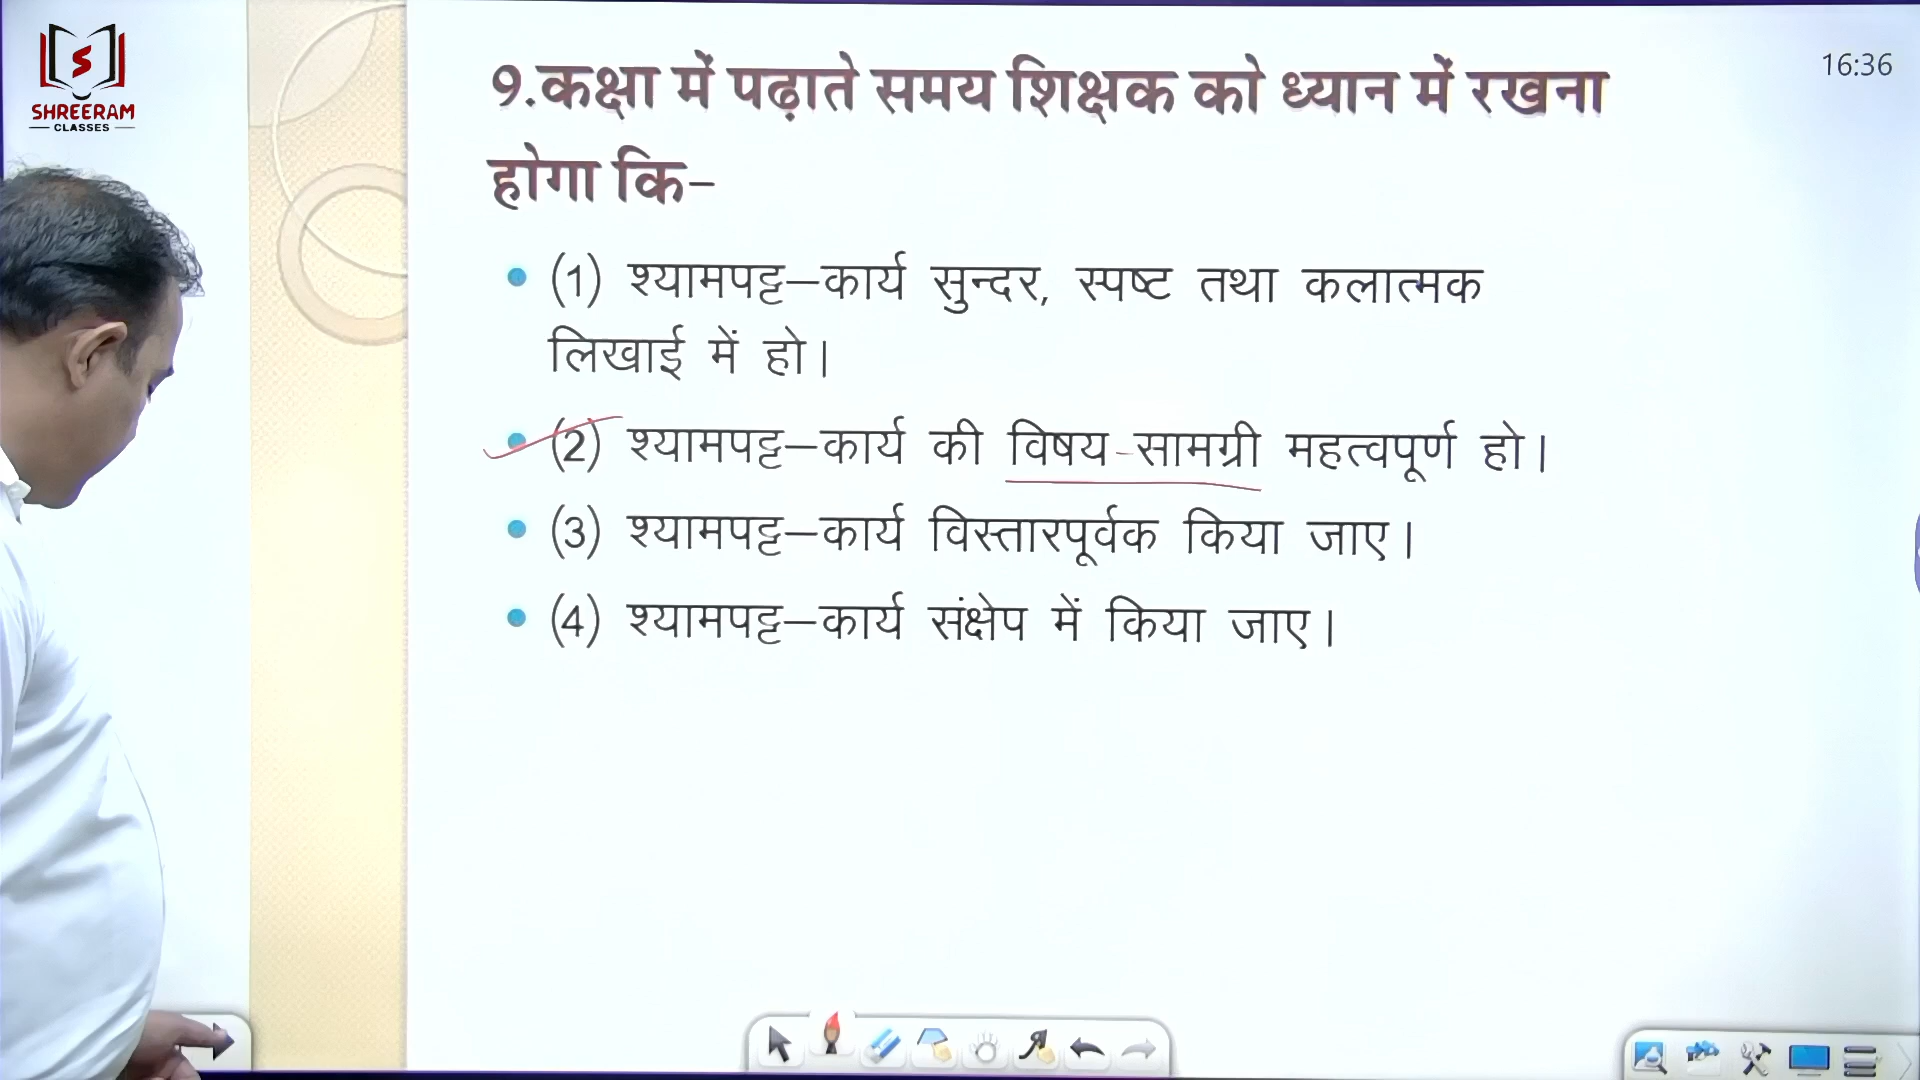 SHREERAM
CLASSES
16:36
9.कक्षा में पढ़ाते समय शिक्षक को ध्यान में रखना
होगा कि–
(1) श्यामपट्ट–कार्य सुन्दर, स्पष्ट तथा कलात्मक
लिखाई में हो।
(2) श्यामपट्ट–कार्य की विषय-सामग्री महत्वपूर्ण हो।
(3) श्यामपट्ट–कार्य विस्तारपूर्वक किया जाए।
(4) श्यामपट्ट–कार्य संक्षेप में किया जाए।